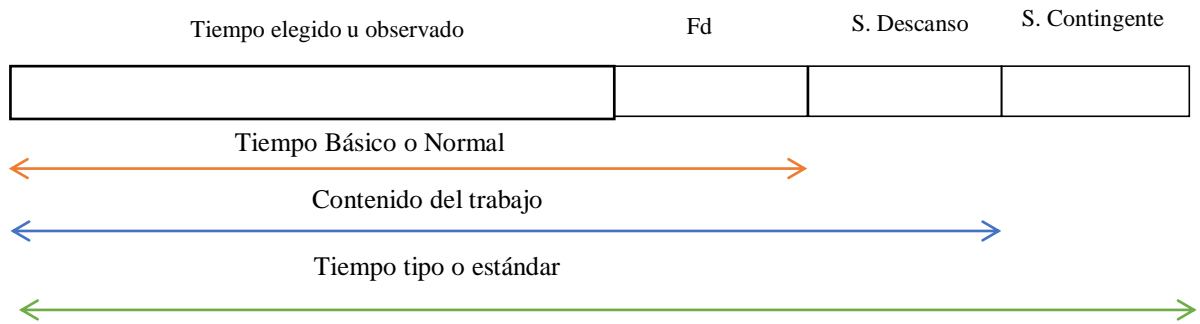 Tiempo elegido u observado
Fd
S. Descanso
S. Contingente
Tiempo Básico o Normal
Contenido del trabajo
Tiempo tipo o estándar